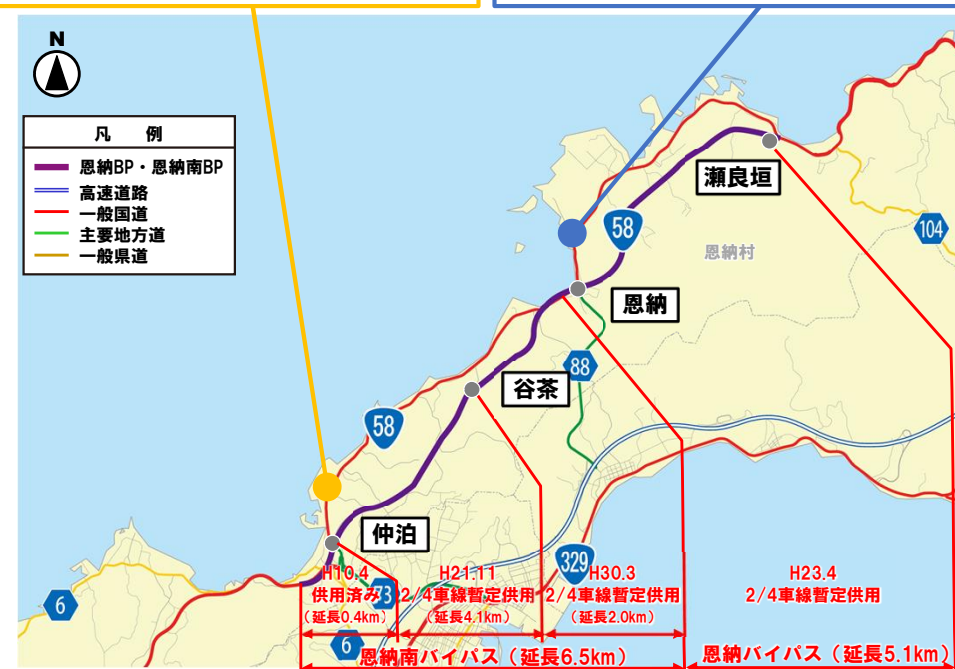 N
凡　例
恩納BP・恩納南BP
高速道路
一般国道
主要地方道
一般県道
瀬良垣
58
104
恩納村
恩納
88
谷茶
58
仲泊
329
6
73
6
H10.4
供用済み
（延長0.4km）
H21.11
2/4車線暫定供用
（延長4.1km）
H30.3
2/4車線暫定供用
（延長2.0km）
H23.4
2/4車線暫定供用
恩納南バイパス（延長6.5km）
恩納バイパス（延長5.1km）